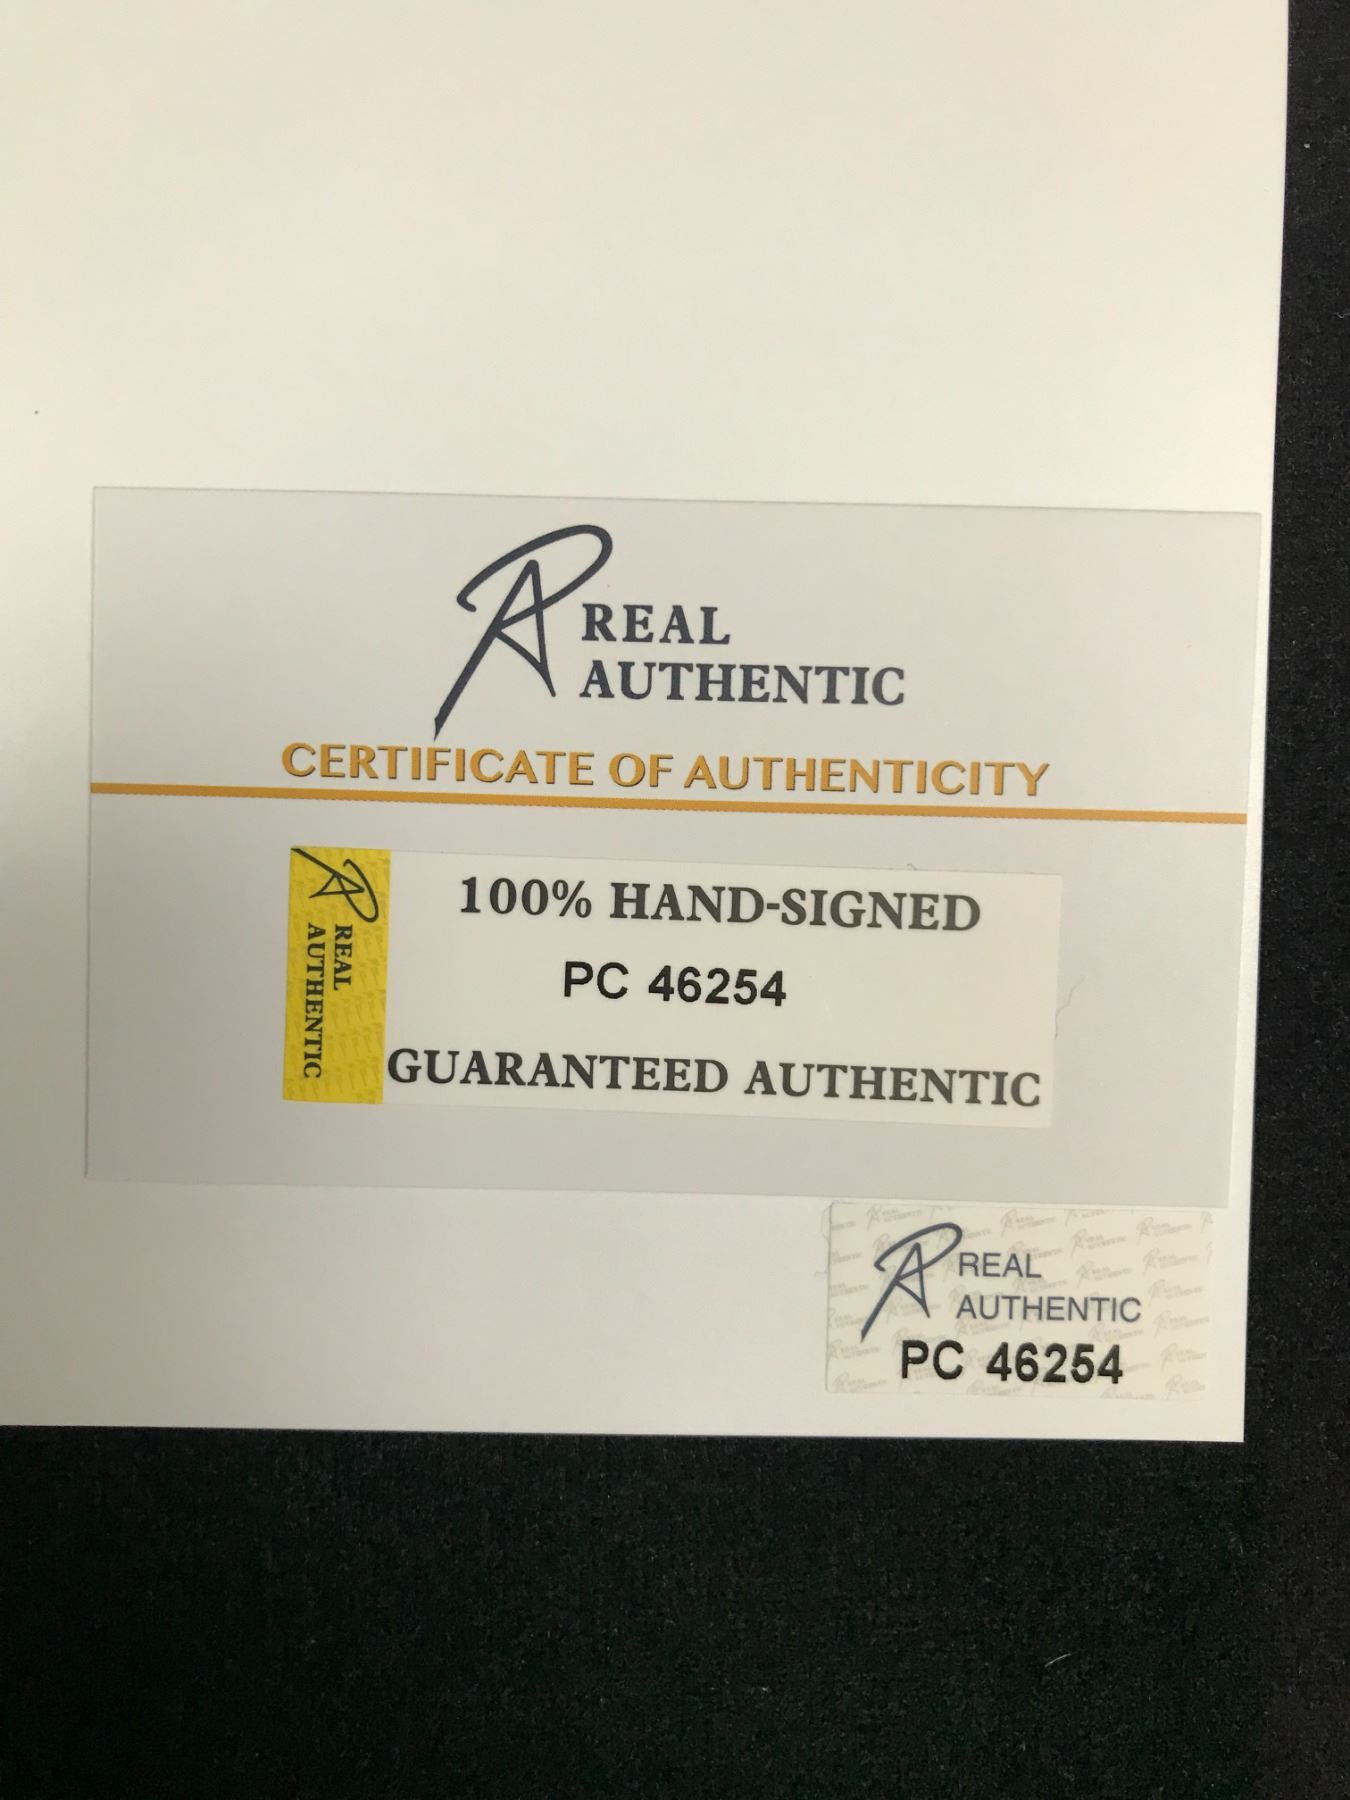 REAL
AUTHENTIC
CERTIFICATE OF AUTHENTICITY
REAL
AUTHENTIC
100% HAND-SIGNED
PC 46254
GUARANTEED AUTHENTIC
REAL
AUTHENTIC
PC 46254